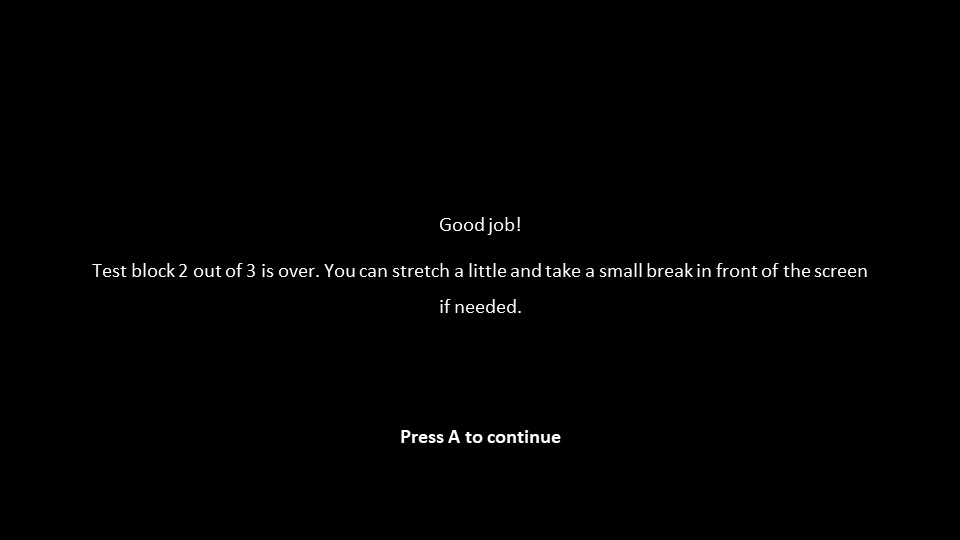 Good job!
Test block 2 out of 3 is over. You can stretch a little and take a small break in front of the screen
if needed.
Press A to continue